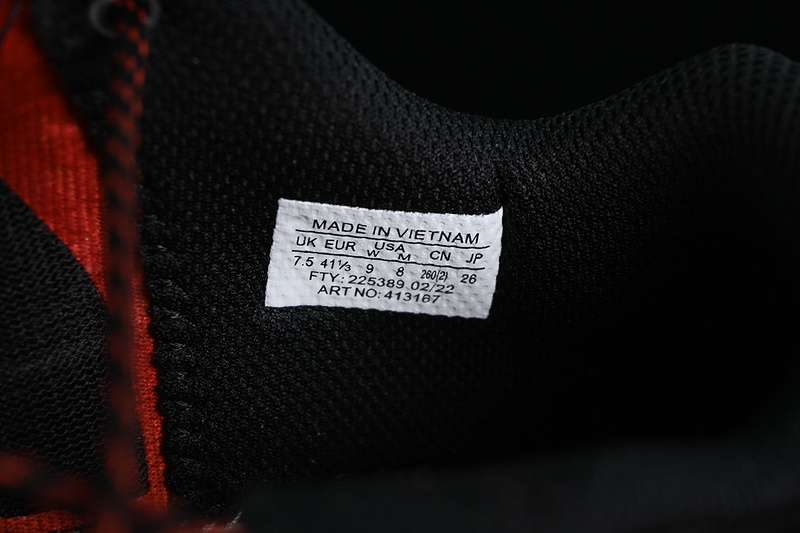 MADE IN VIETNAM
UK EUR USA CN JP
W M
7.5 41⅓ 9 8 260(2) 26
FTY: 225389 02/22
ART NO: 413167